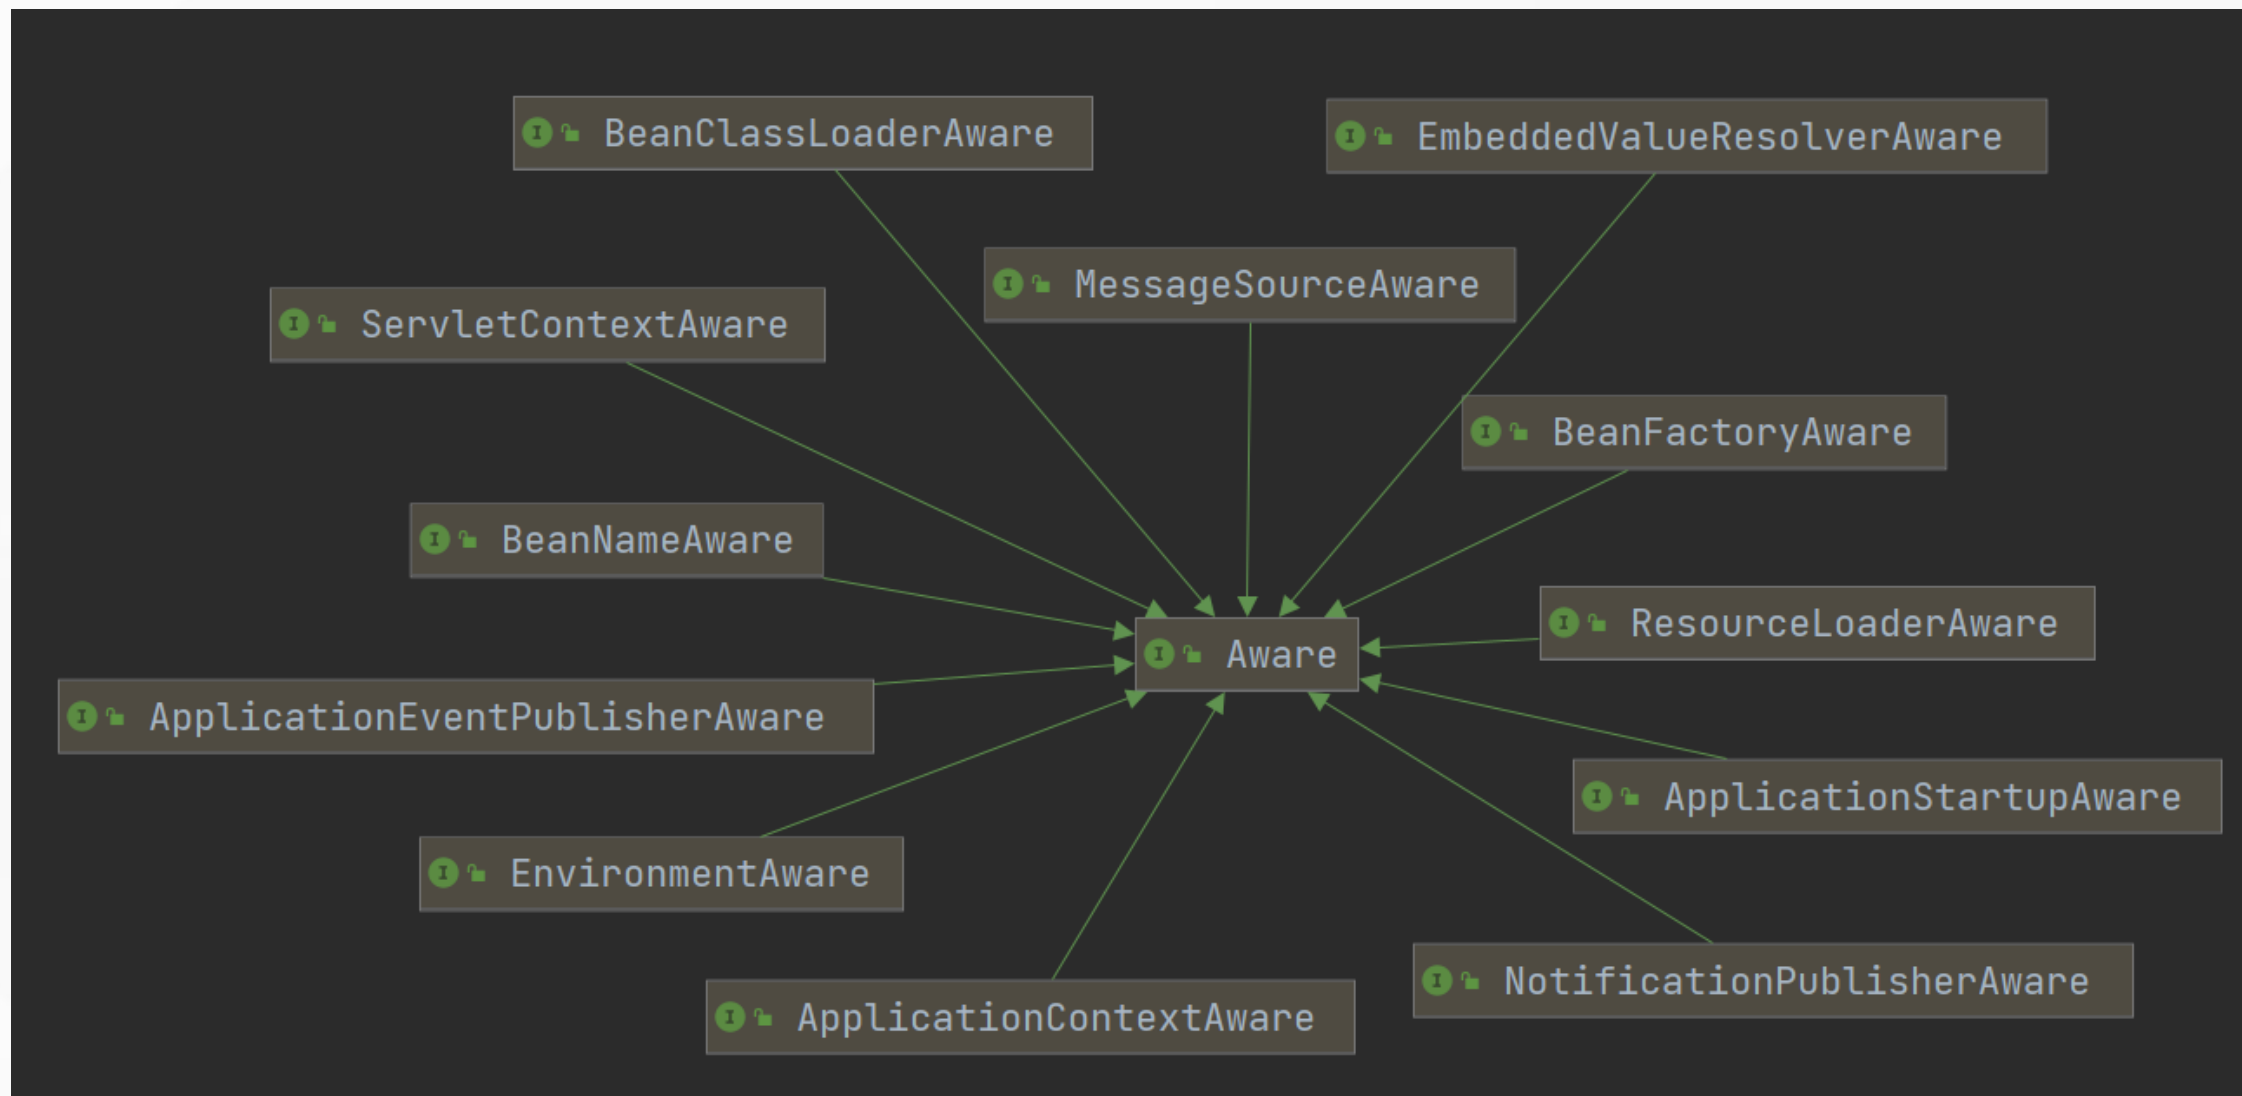 BeanClassLoaderAware
EmbeddedValueResolverAware
MessageSourceAware
ServletContextAware
BeanFactoryAware
BeanNameAware
ResourceLoaderAware
Aware
ApplicationEventPublisherAware
ApplicationStartupAware
EnvironmentAware
NotificationPublisherAware
ApplicationContextAware